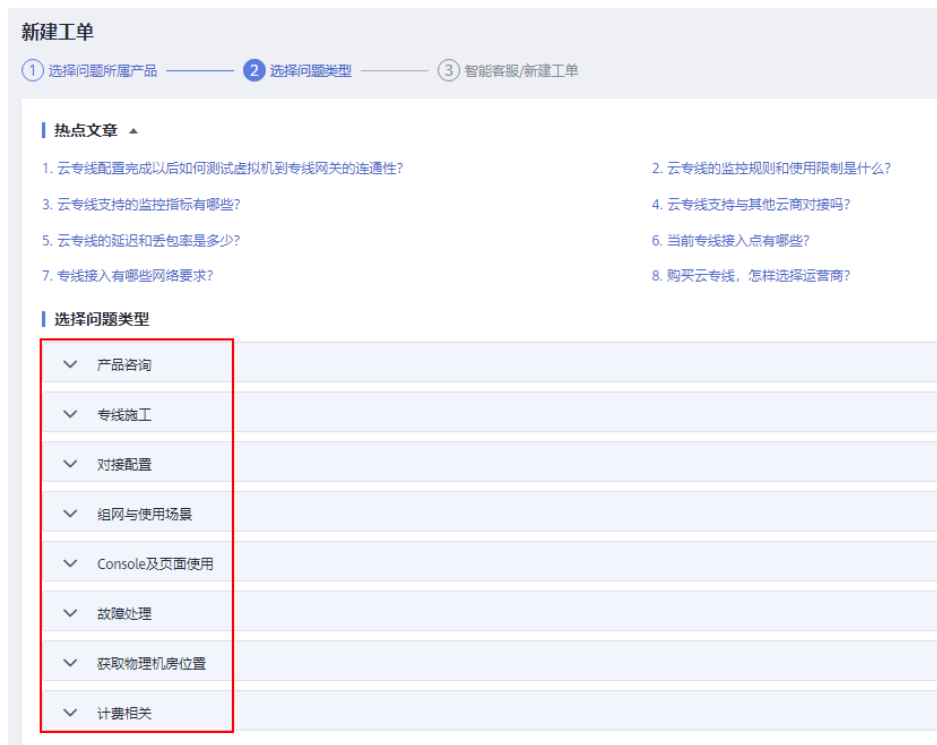 新建工单
1 选择问题所属产品 2 选择问题类型 3 智能客服/新建工单
热点文章
1. 云专线配置完成以后如何测试虚拟机到专线网关的连通性?
2. 云专线的监控规则和使用限制是什么?
3. 云专线支持的监控指标有哪些?
4. 云专线支持与其他云商对接吗?
5. 云专线的延迟和丢包率是多少?
6. 当前专线接入点有哪些?
7. 专线接入有哪些网络要求?
8. 购买云专线，怎样选择运营商?
选择问题类型
产品咨询
专线施工
对接配置
组网与使用场景
Console及页面使用
故障处理
获取物理机房位置
计费相关